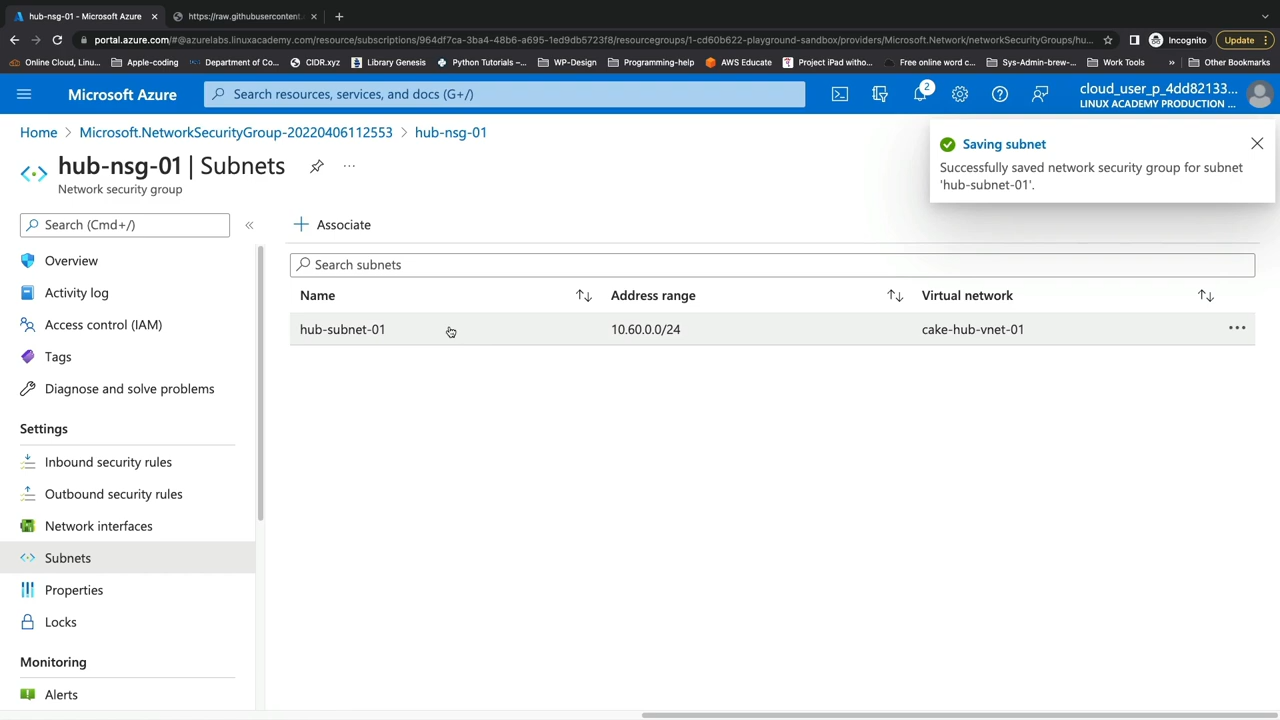 hub-nsg-01 - Microsoft Azure
https://raw.githubusercontent.
portal.azure.com/#@azurelabs.linuxacademy.com/resource/subscriptions/964df7ca-3ba4-48b6-a695-1ed9db5723f8/resourcegroups/1-cd60b622-playground-sandbox/providers/Microsoft.Network/networkSecurityGroups/hu...
Incognito
Update
Online Cloud, Linu...
Apple-coding
Department of Co...
CIDR.xyz
Library Genesis
Python Tutorials –...
WP-Design
Programming-help
AWS Educate
Project iPad witho...
Free online word c...
Sys-Admin-brew-...
Work Tools
»
Other Bookmarks
Microsoft Azure
Search resources, services, and docs (G+/)
2
cloud_user_p_4dd82133...
LINUX ACADEMY PRODUCTION ...
Home > Microsoft.NetworkSecurityGroup-20220406112553 > hub-nsg-01
hub-nsg-01 | Subnets ...
Network security group
Saving subnet
Successfully saved network security group for subnet
'hub-subnet-01'.
Search (Cmd+/)
«
Overview
Activity log
Access control (IAM)
Tags
Diagnose and solve problems
Settings
Inbound security rules
Outbound security rules
Network interfaces
Subnets
Properties
Locks
Monitoring
Alerts
+ Associate
Search subnets
Name
Address range
Virtual network
hub-subnet-01
10.60.0.0/24
cake-hub-vnet-01
...